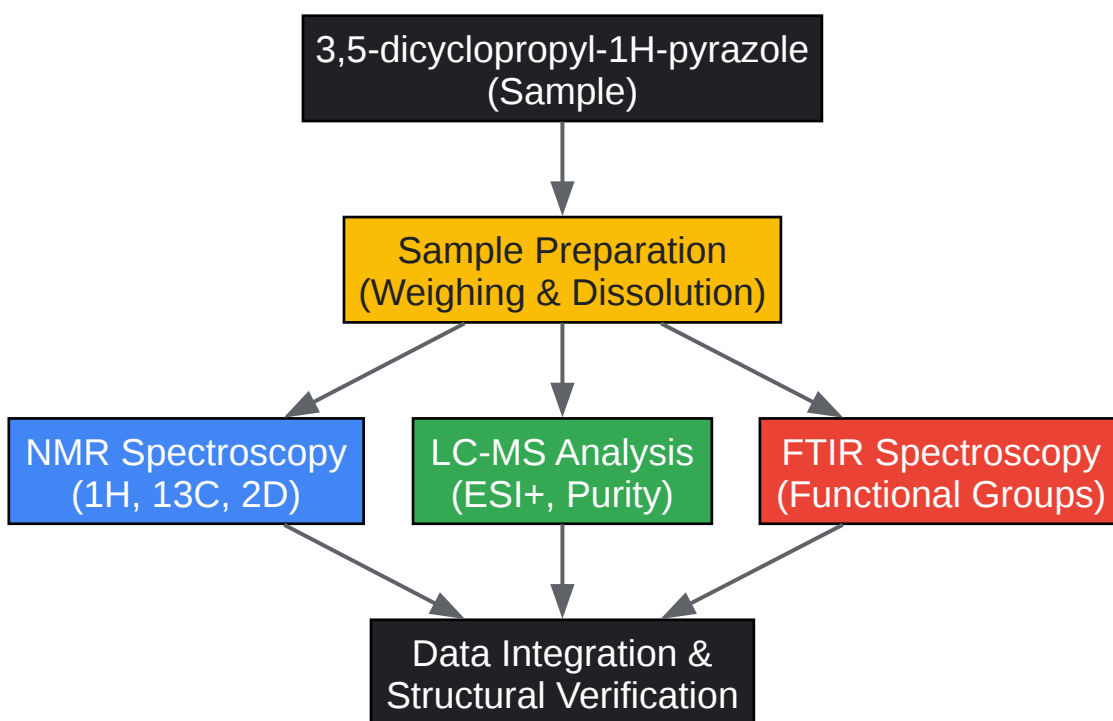 3,5-dicyclopropyl-1H-pyrazole
(Sample)
Sample Preparation
(Weighing & Dissolution)
NMR Spectroscopy
(1H, 13C, 2D)
LC-MS Analysis
(ESI+, Purity)
FTIR Spectroscopy
(Functional Groups)
Data Integration &
Structural Verification